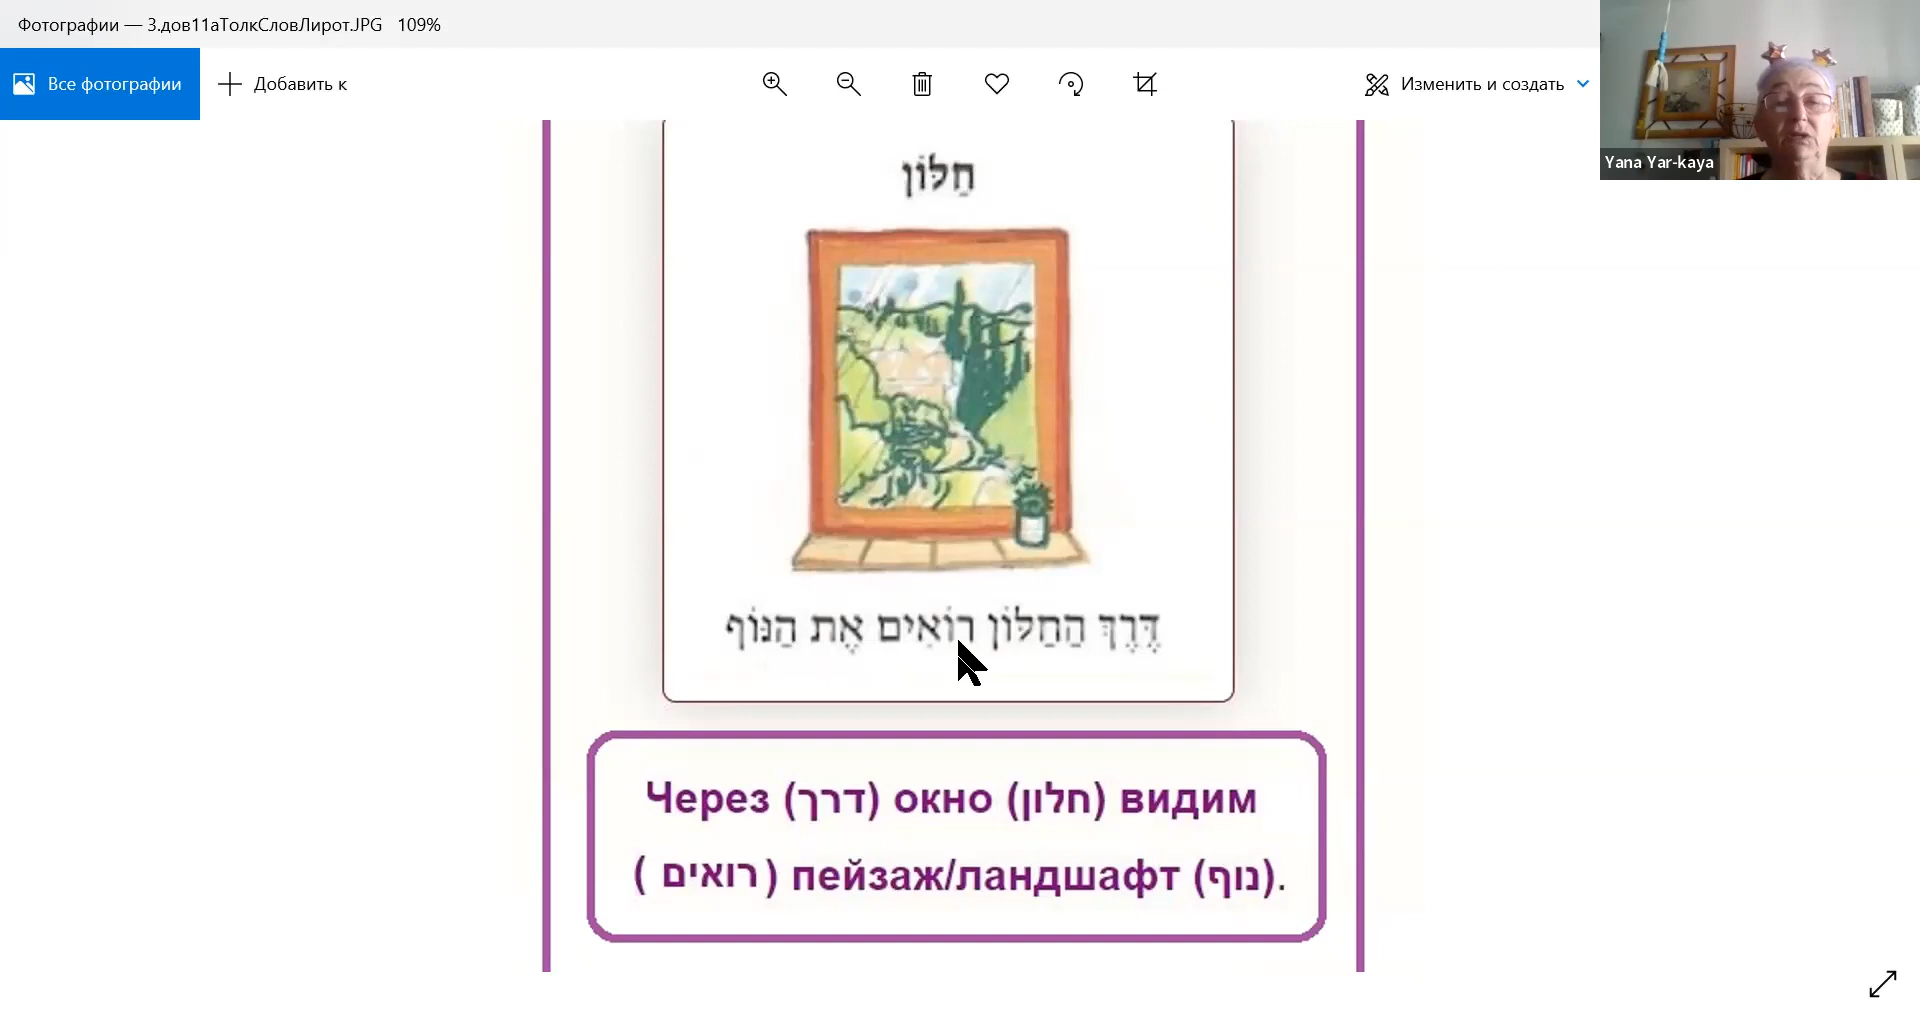 Фотографии — 3.дов11аТолкСловЛирот.JPG 109%
Все фотографии
Добавить к
Изменить и создать
Yana Yar-kaya
חַלּוֹן
דֶּרֶךְ הַחַלּוֹן רוֹאִים אֶת הַנּוֹף
Через (דרך) окно (חלון) видим
( רואים ) пейзаж/ландшафт (נוף).